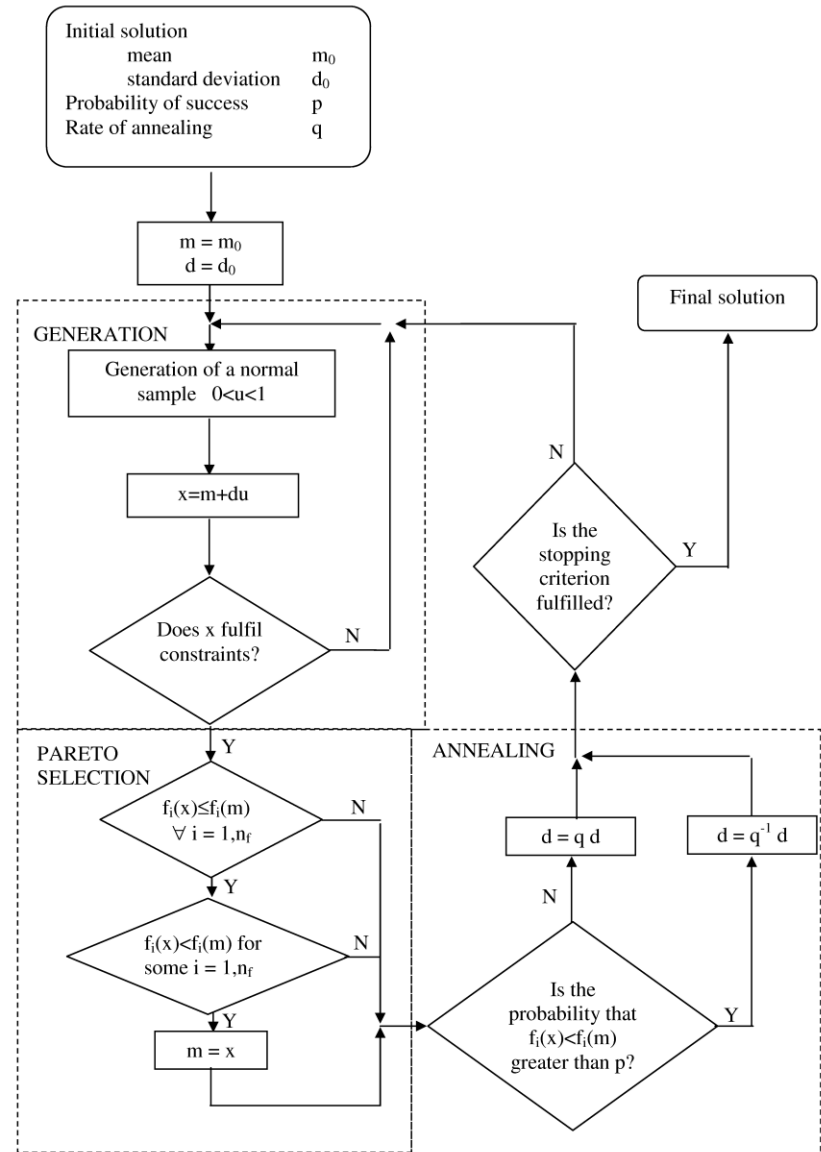 Initial solution
mean m₀
standard deviation d₀
Probability of success p
Rate of annealing q
m = m₀
d = d₀
Final solution
GENERATION
Generation of a normal
sample 0<u<1
x=m+du
Does x fulfil
constraints?
N
Y
Is the
stopping
criterion
fulfilled?
N
Y
PARETO
SELECTION
fᵢ(x)≤fᵢ(m)
∀ i = 1,n_f
N
Y
fᵢ(x)<fᵢ(m) for
some i = 1,n_f
N
Y
m = x
ANNEALING
d = q d
d = q⁻¹ d
N
Is the
probability that
fᵢ(x)<fᵢ(m)
greater than p?
Y